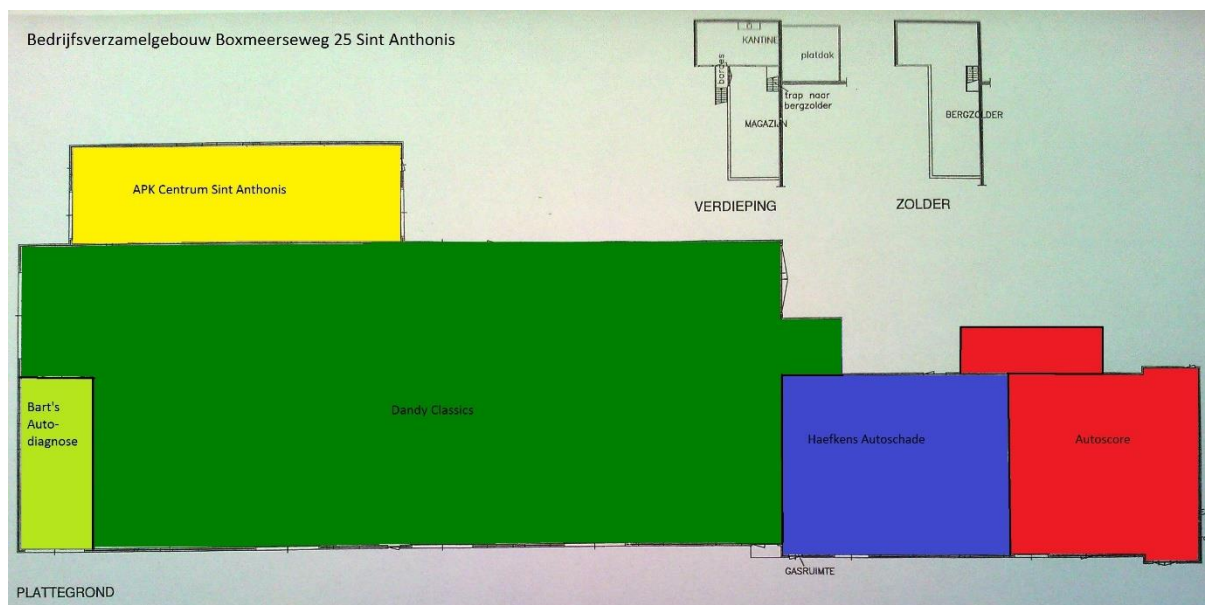 Bedrijfsverzamelgebouw Boxmeerseweg 25 Sint Anthonis
KANTINE
bordes
platdak
trap naar
bergzolder
MAGAZIJN
BERGZOLDER
VERDIEPING
ZOLDER
APK Centrum Sint Anthonis
Bart's
Auto-
diagnose
Dandy Classics
Haefkens Autoschade
Autoscore
GASRUIMTE
PLATTEGROND